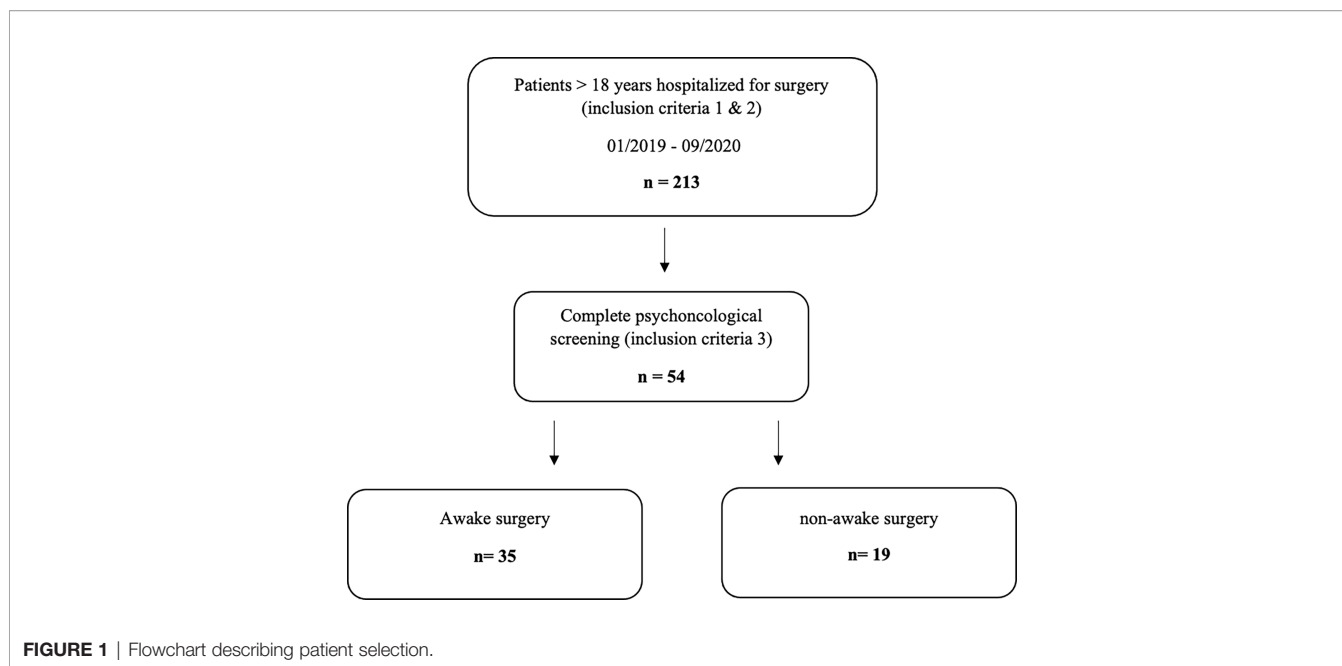 Patients > 18 years hospitalized for surgery
(inclusion criteria 1 & 2)
01/2019 - 09/2020
n = 213
Complete psychoncological
screening (inclusion criteria 3)
n = 54
Awake surgery
n= 35
non-awake surgery
n= 19
FIGURE 1 | Flowchart describing patient selection.